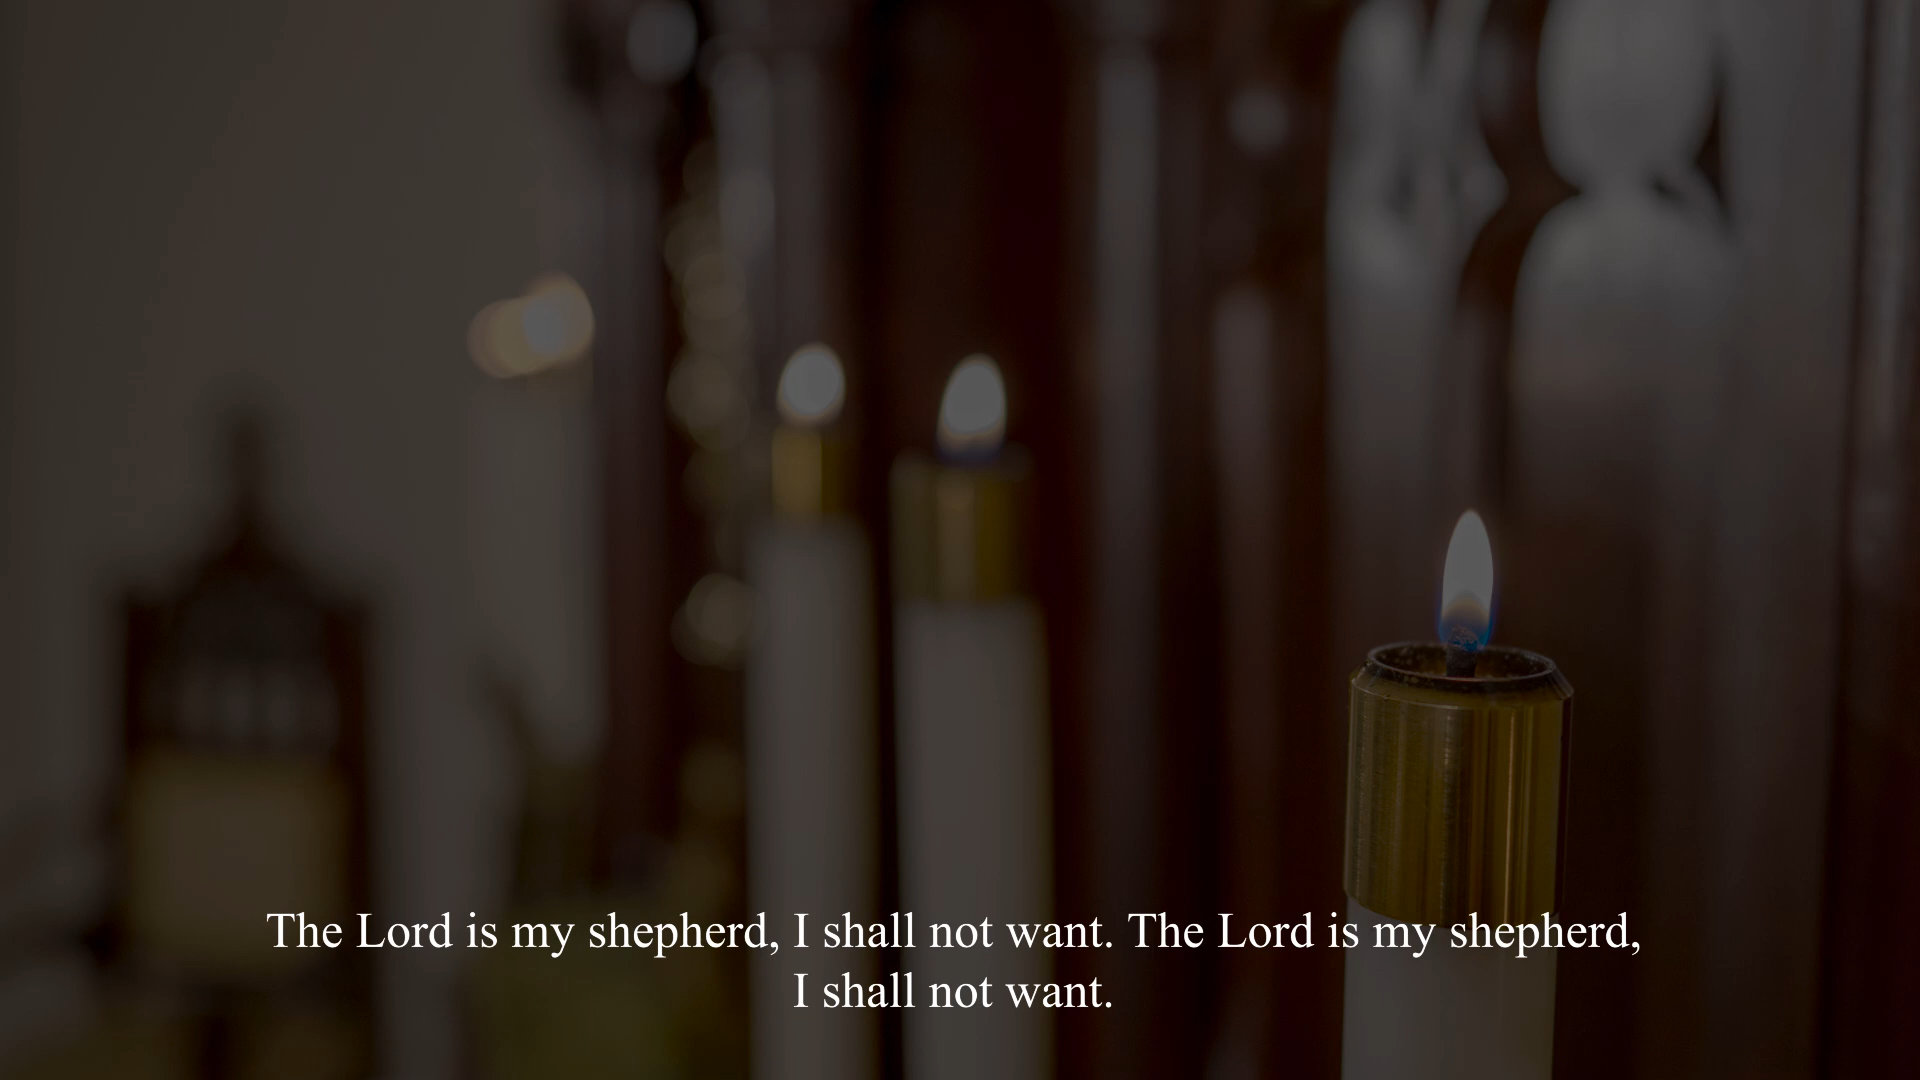 The Lord is my shepherd, I shall not want. The Lord is my shepherd,
I shall not want.